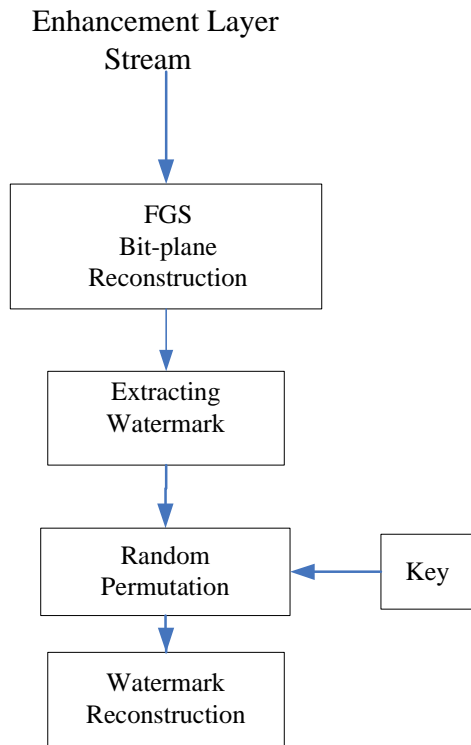 Enhancement Layer
Stream
FGS
Bit-plane
Reconstruction
Extracting
Watermark
Random
Permutation
Key
Watermark
Reconstruction